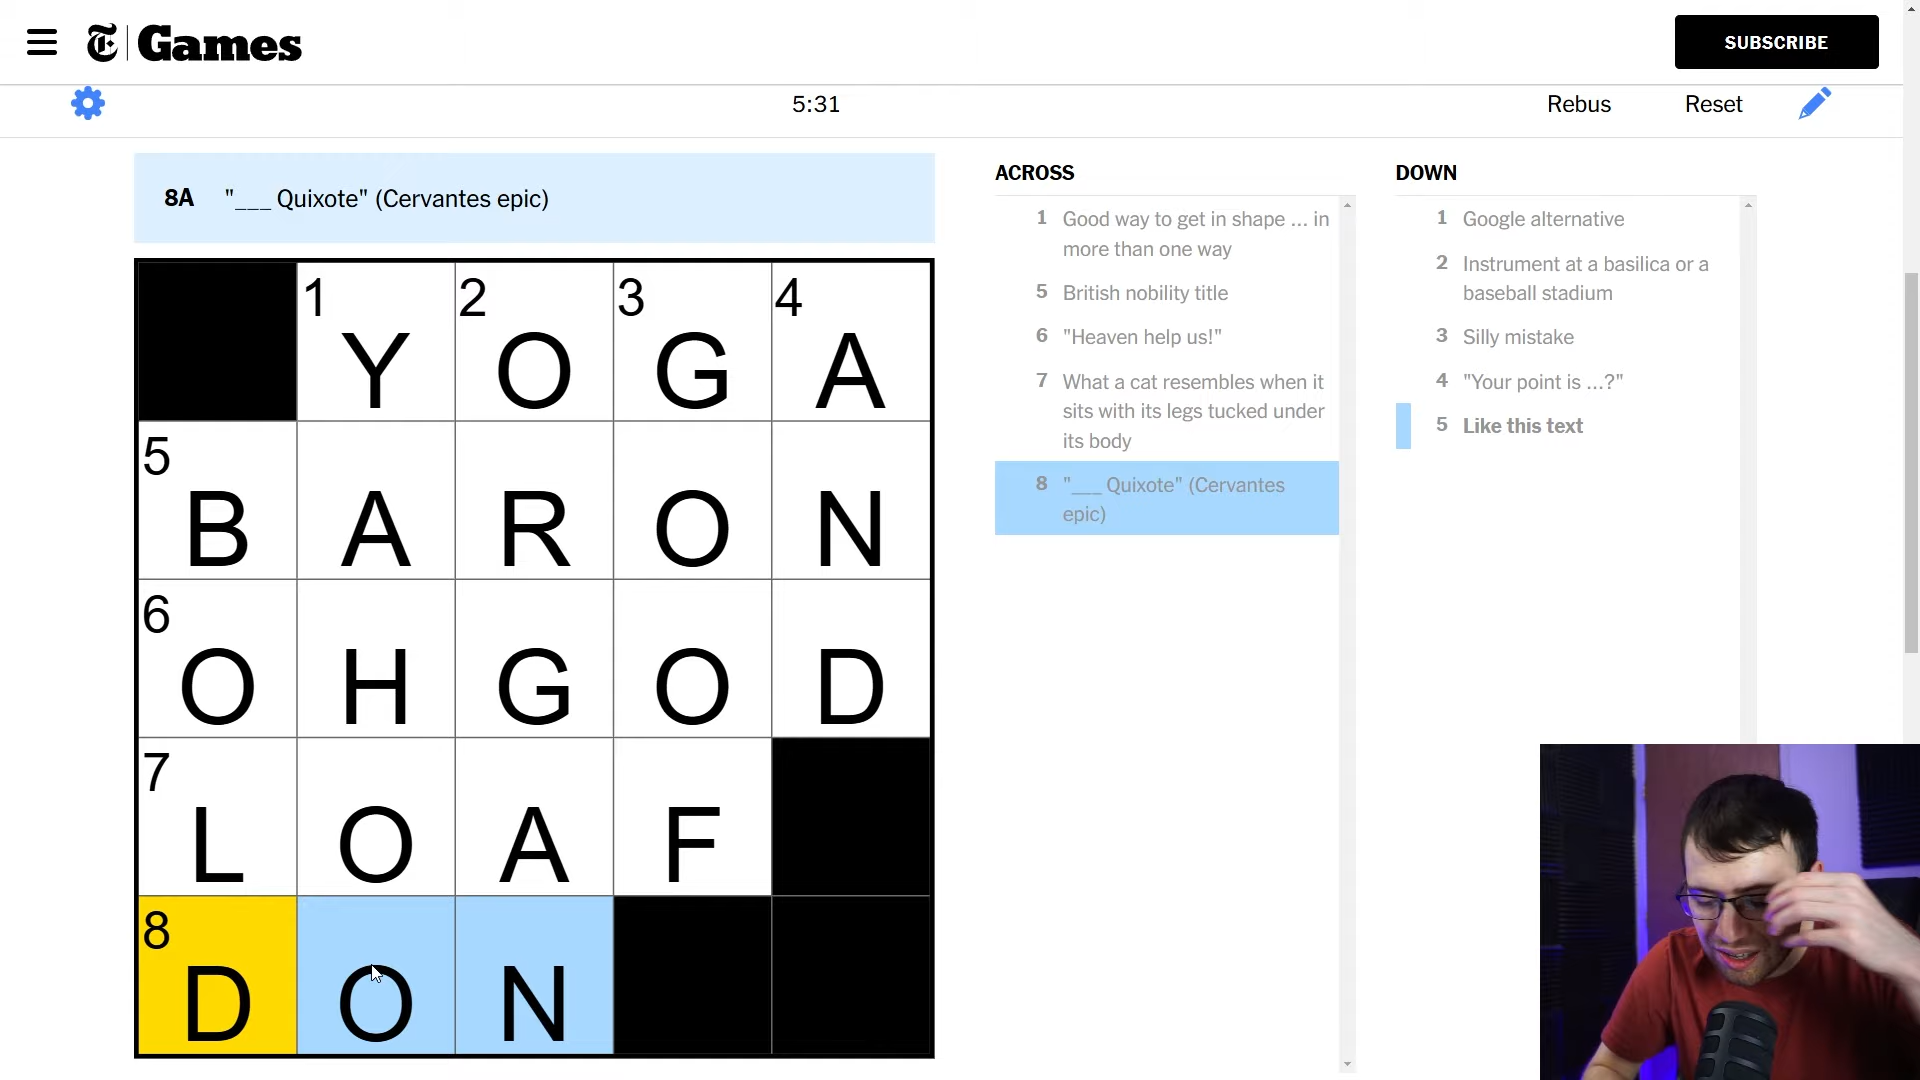 T Games
SUBSCRIBE
5:31
Rebus
Reset
8A "___ Quixote" (Cervantes epic)
1 Y
2 O
3 G
4 A
5 B
A
R
O
N
6 O
H
G
O
D
7 L
O
A
F
8 D
O
N
ACROSS
1 Good way to get in shape ... in
more than one way
5 British nobility title
6 "Heaven help us!"
7 What a cat resembles when it
sits with its legs tucked under
its body
8 "___ Quixote" (Cervantes
epic)
DOWN
1 Google alternative
2 Instrument at a basilica or a
baseball stadium
3 Silly mistake
4 "Your point is ...?"
5 Like this text